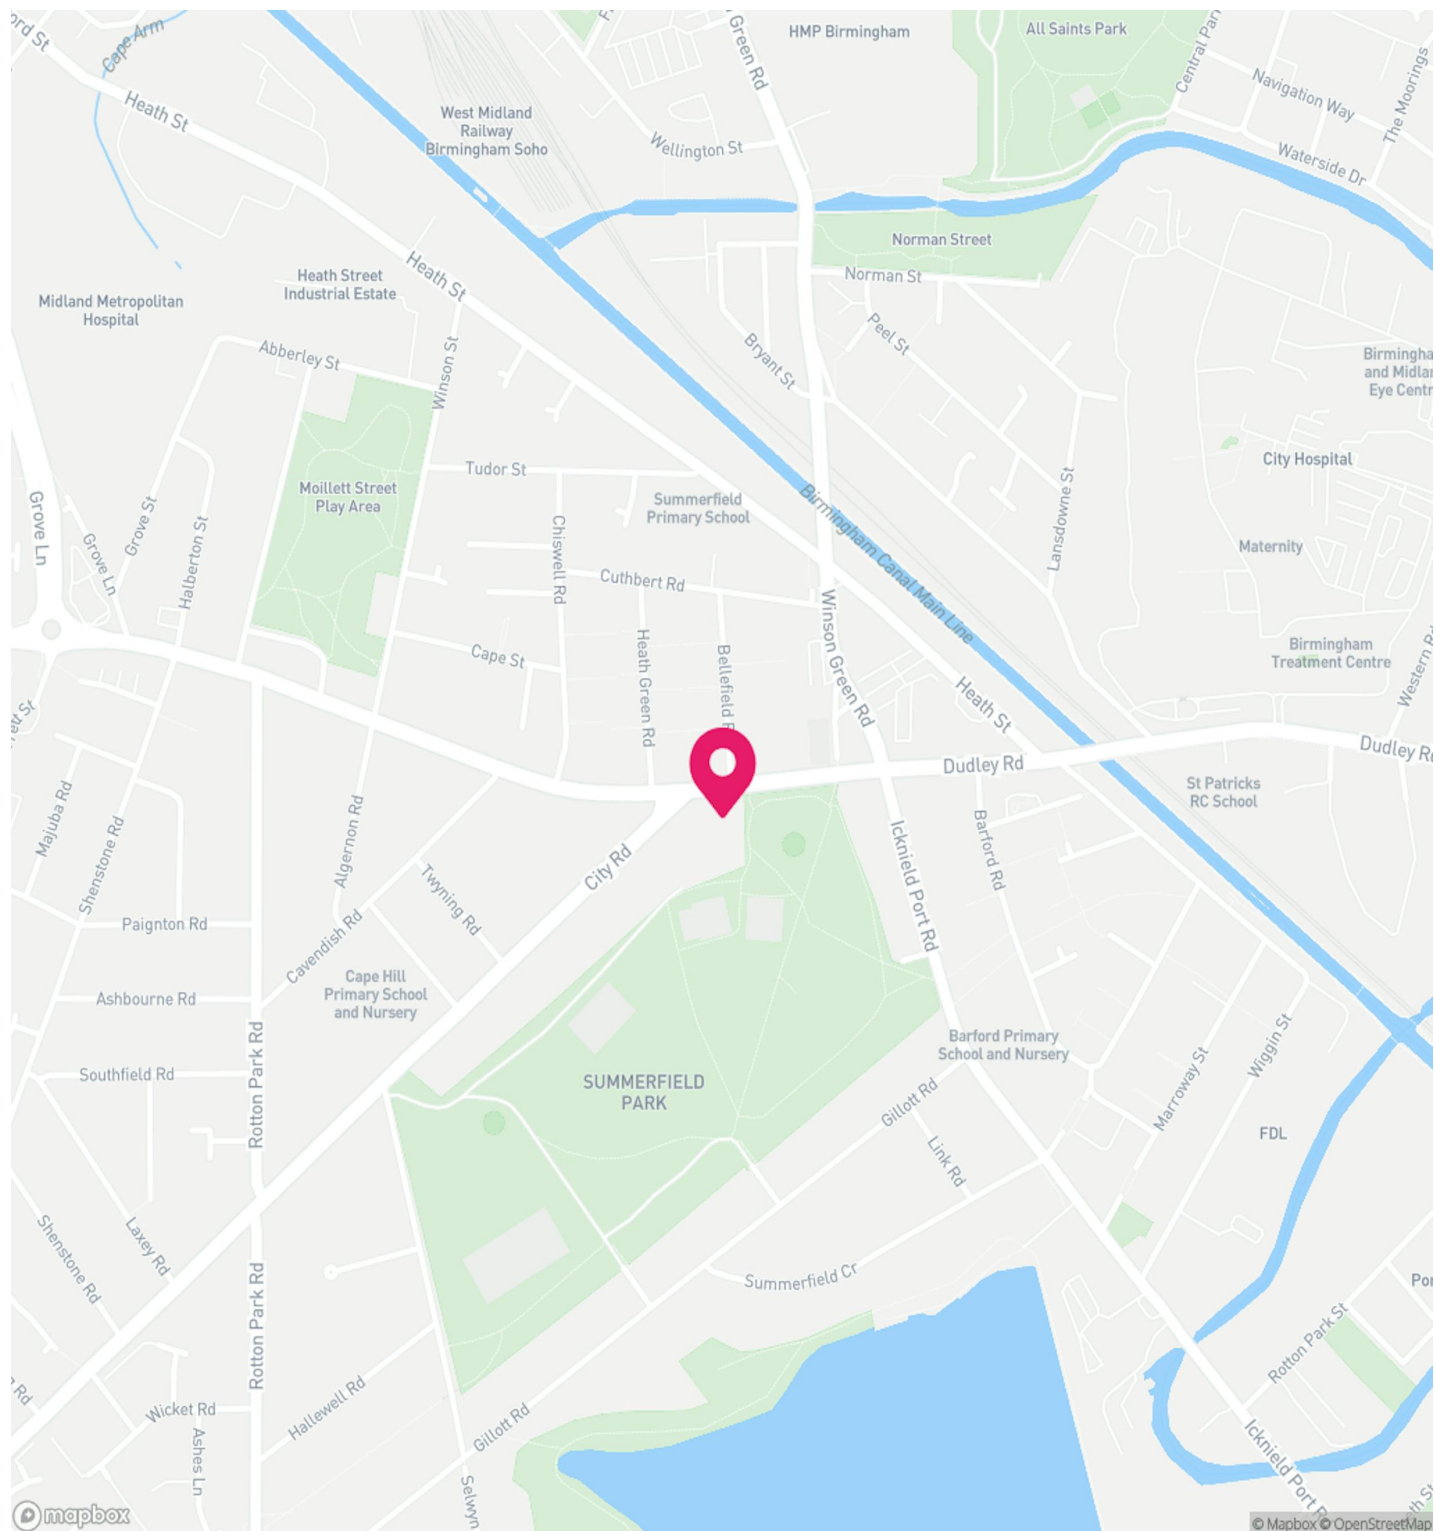 ord St
Cape Arm
Green Rd
HMP Birmingham
All Saints Park
Central Park
Navigation Way
The Moorings
Heath St
West Midland
Railway
Birmingham Soho
Wellington St
Waterside Dr
Norman Street
Norman St
Heath St
Heath Street
Industrial Estate
Midland Metropolitan
Hospital
Abberley St
Winson St
Peel St
Bryant St
Birmingha
and Midlan
Eye Centr
City Hospital
Tudor St
Moillett Street
Play Area
Summerfield
Primary School
Birmingham Canal Main Line
Lansdowne St
Maternity
Grove Ln
Grove St
Grove Ln
Halberton St
Chiswell Rd
Cuthbert Rd
Winson Green Rd
Heath Green Rd
Bellefield R
Cape St
Birmingham
Treatment Centre
Western Rd
Heath St
Dudley Rd
Dudley Rd
St Patricks
RC School
Majuba Rd
Shenstone Rd
Algernon Rd
City Rd
Twyning Rd
Icknield Port Rd
Barford Rd
Paignton Rd
Cavendish Rd
Cape Hill
Primary School
and Nursery
Ashbourne Rd
Rotton Park Rd
Southfield Rd
SUMMERFIELD
PARK
Barford Primary
School and Nursery
Gillott Rd
Link Rd
Marroway St
Wiggin St
FDL
Shenstone Rd
Laxey Rd
Rotton Park Rd
Summerfield Cr
Por
Rotton Park St
Hallewell Rd
Wicket Rd
Ashes Ln
Gillott Rd
Selwyn
Icknield Port R
mapbox
© Mapbox © OpenStreetMap